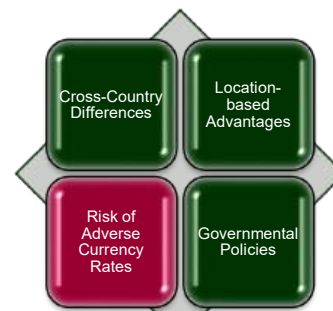 Cross-Country
Differences
Location-
based
Advantages
Risk of
Adverse
Currency
Rates
Governmental
Policies